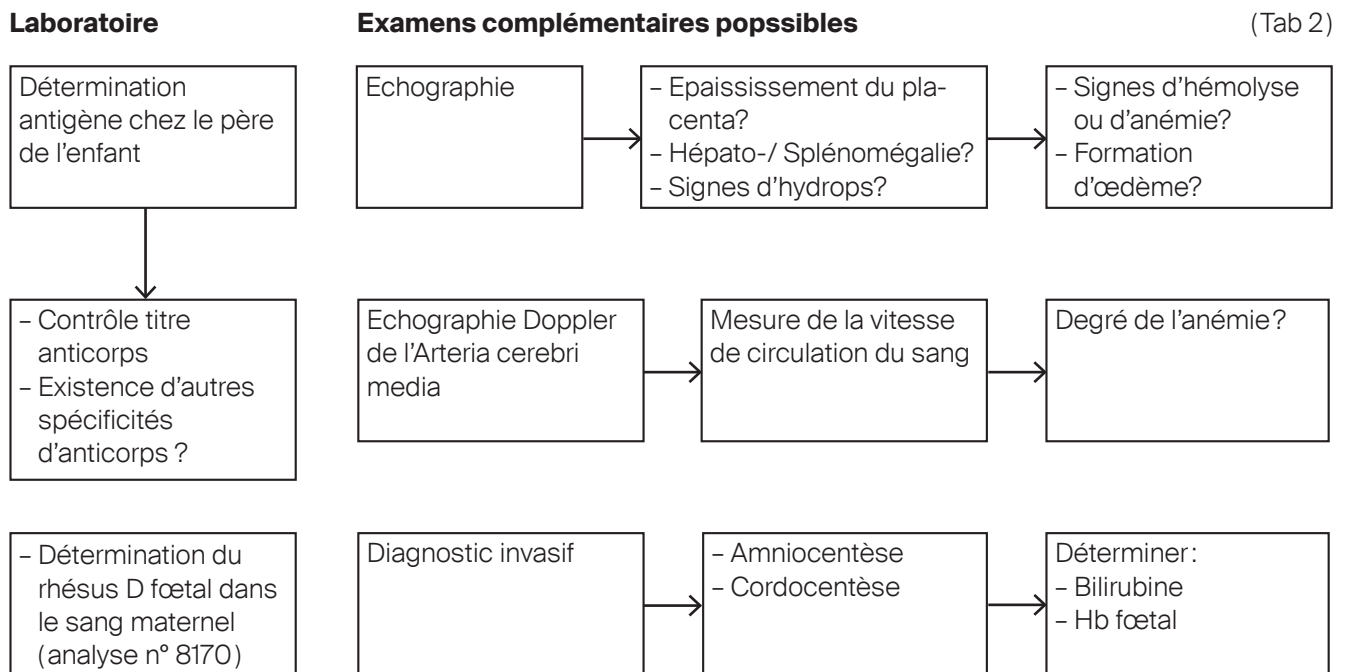 Laboratoire
Examens complémentaires popssibles
(Tab 2)
Détermination
antigène chez le père
de l'enfant
Echographie
– Epaississement du pla-
centa?
– Hépato-/ Splénomégalie?
– Signes d'hydrops?
– Signes d'hémolyse
ou d'anémie?
– Formation
d'œdème?
– Contrôle titre
anticorps
– Existence d'autres
spécificités
d'anticorps ?
Echographie Doppler
de l'Arteria cerebri
media
Mesure de la vitesse
de circulation du sang
Degré de l'anémie?
– Détermination du
rhésus D fœtal dans
le sang maternel
(analyse n° 8170)
Diagnostic invasif
– Amniocentèse
– Cordocentèse
Déterminer:
– Bilirubine
– Hb fœtal